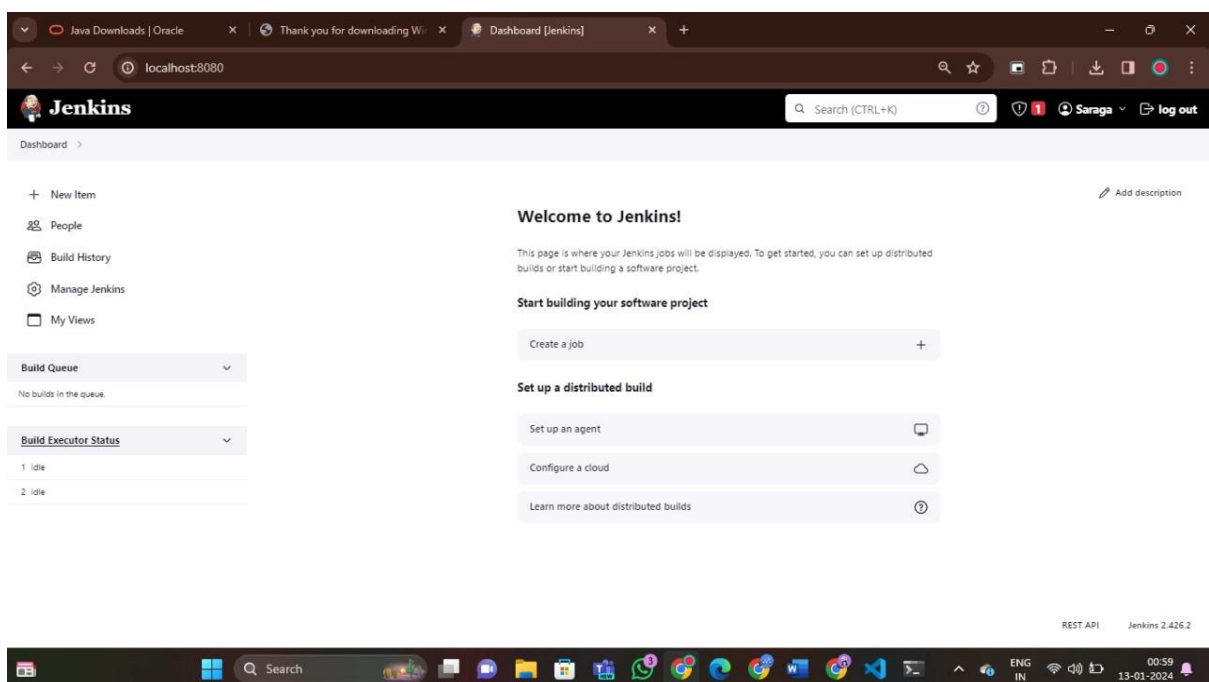 Java Downloads | Oracle
Thank you for downloading Wi
Dashboard [Jenkins]
localhost:8080
Jenkins
Search (CTRL+K)
1
Saraga
log out
Dashboard
New Item
People
Build History
Manage Jenkins
My Views
Build Queue
No builds in the queue.
Build Executor Status
1 Idle
2 Idle
Add description
Welcome to Jenkins!
This page is where your Jenkins jobs will be displayed. To get started, you can set up distributed
builds or start building a software project.
Start building your software project
Create a job
Set up a distributed build
Set up an agent
Configure a cloud
Learn more about distributed builds
REST API
Jenkins 2.426.2
Search
3
ENG
IN
00:59
13-01-2024